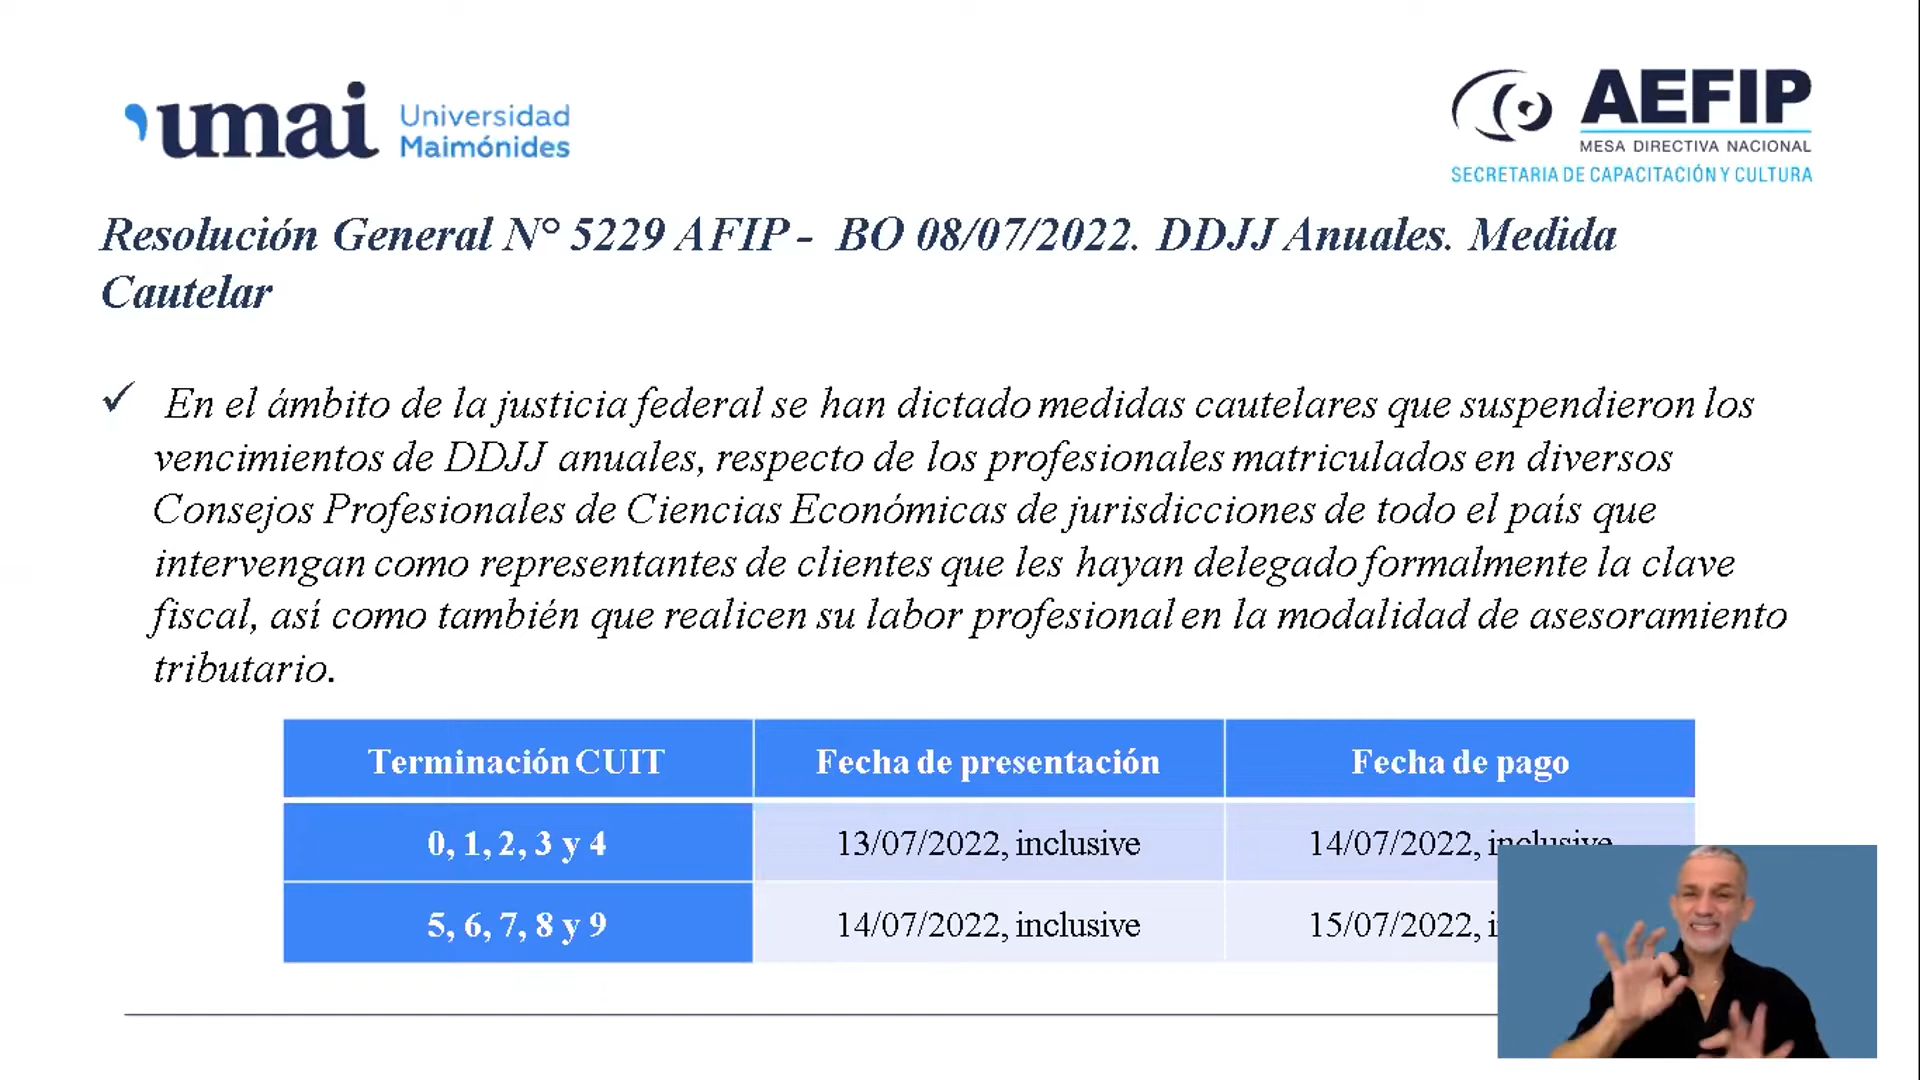 umai Universidad
Maimónides
AEFIP
MESA DIRECTIVA NACIONAL
SECRETARIA DE CAPACITACIÓN Y CULTURA
Resolución General N° 5229 AFIP - BO 08/07/2022. DDJJ Anuales. Medida
Cautelar
✓ En el ámbito de la justicia federal se han dictado medidas cautelares que suspendieron los
vencimientos de DDJJ anuales, respecto de los profesionales matriculados en diversos
Consejos Profesionales de Ciencias Económicas de jurisdicciones de todo el país que
intervengan como representantes de clientes que les hayan delegado formalmente la clave
fiscal, así como también que realicen su labor profesional en la modalidad de asesoramiento
tributario.
Terminación CUIT Fecha de presentación Fecha de pago
0, 1, 2, 3 y 4 13/07/2022, inclusive 14/07/2022, inclusive
5, 6, 7, 8 y 9 14/07/2022, inclusive 15/07/2022,